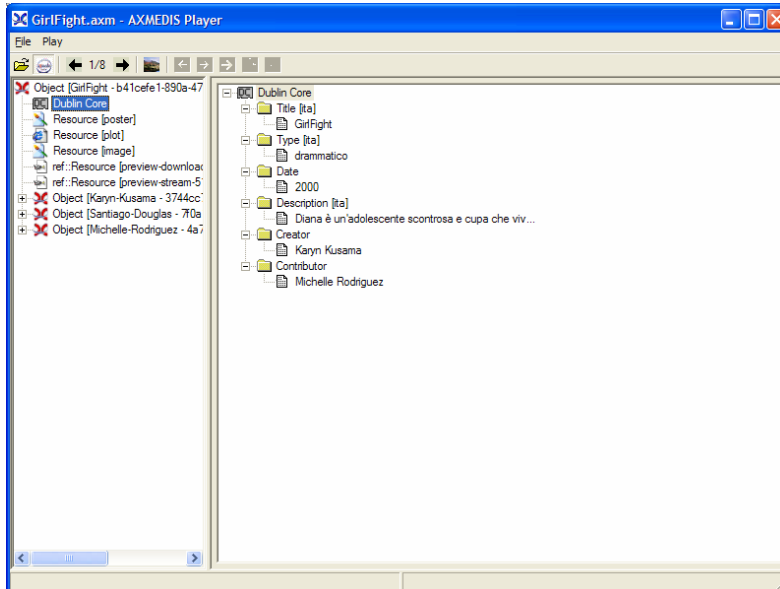 GirlFight.axm - AXMEDIS Player
File Play
1/8
Object [GirlFight - b41cefe1-890a-47
Dublin Core
Resource [poster]
Resource [plot]
Resource [image]
ref::Resource [preview-download
ref::Resource [preview-stream-5
Object [Karyn-Kusama - 3744cc
Object [Santiago-Douglas - 7f0a
Object [Michelle-Rodriguez - 4a7
DC Dublin Core
Title [ita]
GirlFight
Type [ita]
drammatico
Date
2000
Description [ita]
Diana è un'adolescente scontrosa e cupa che viv...
Creator
Karyn Kusama
Contributor
Michelle Rodriguez